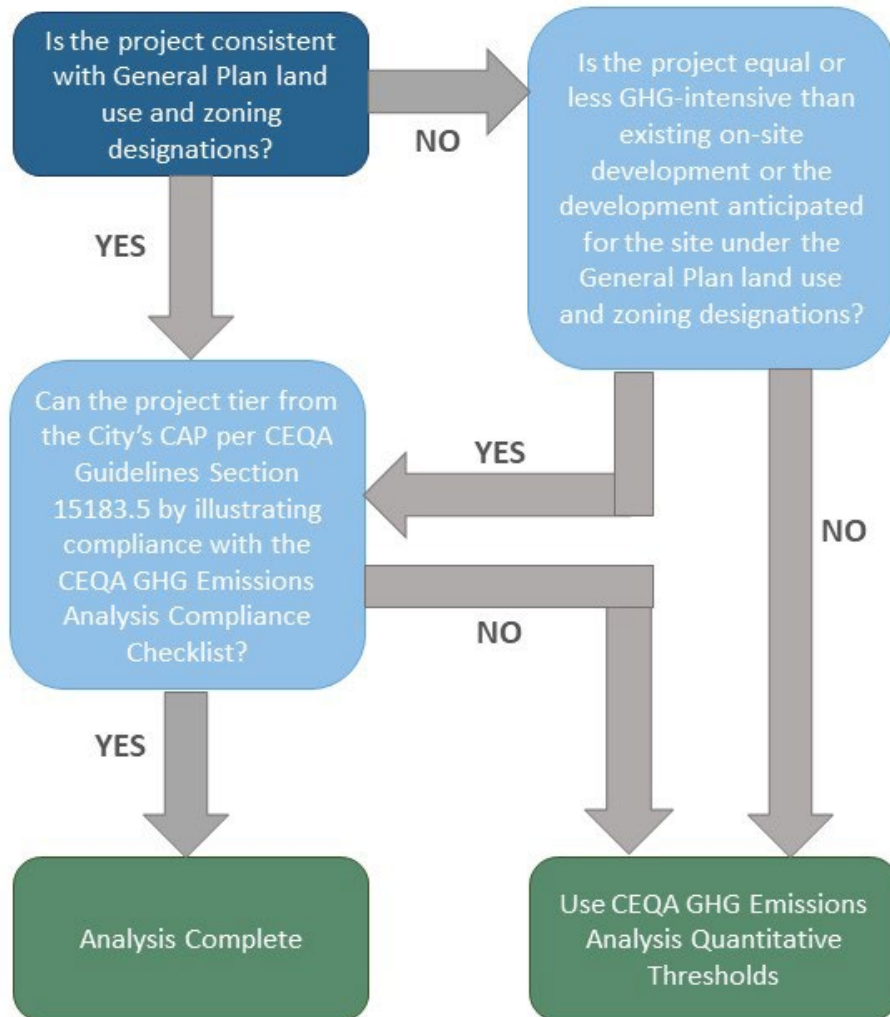 Is the project consistent
with General Plan land
use and zoning
designations?
NO
Is the project equal or
less GHG-intensive than
existing on-site
development or the
development anticipated
for the site under the
General Plan land use
and zoning designations?
YES
Can the project tier from
the City's CAP per CEQA
Guidelines Section
15183.5 by illustrating
compliance with the
CEQA GHG Emissions
Analysis Compliance
Checklist?
YES
NO
NO
YES
Analysis Complete
Use CEQA GHG Emissions
Analysis Quantitative
Thresholds